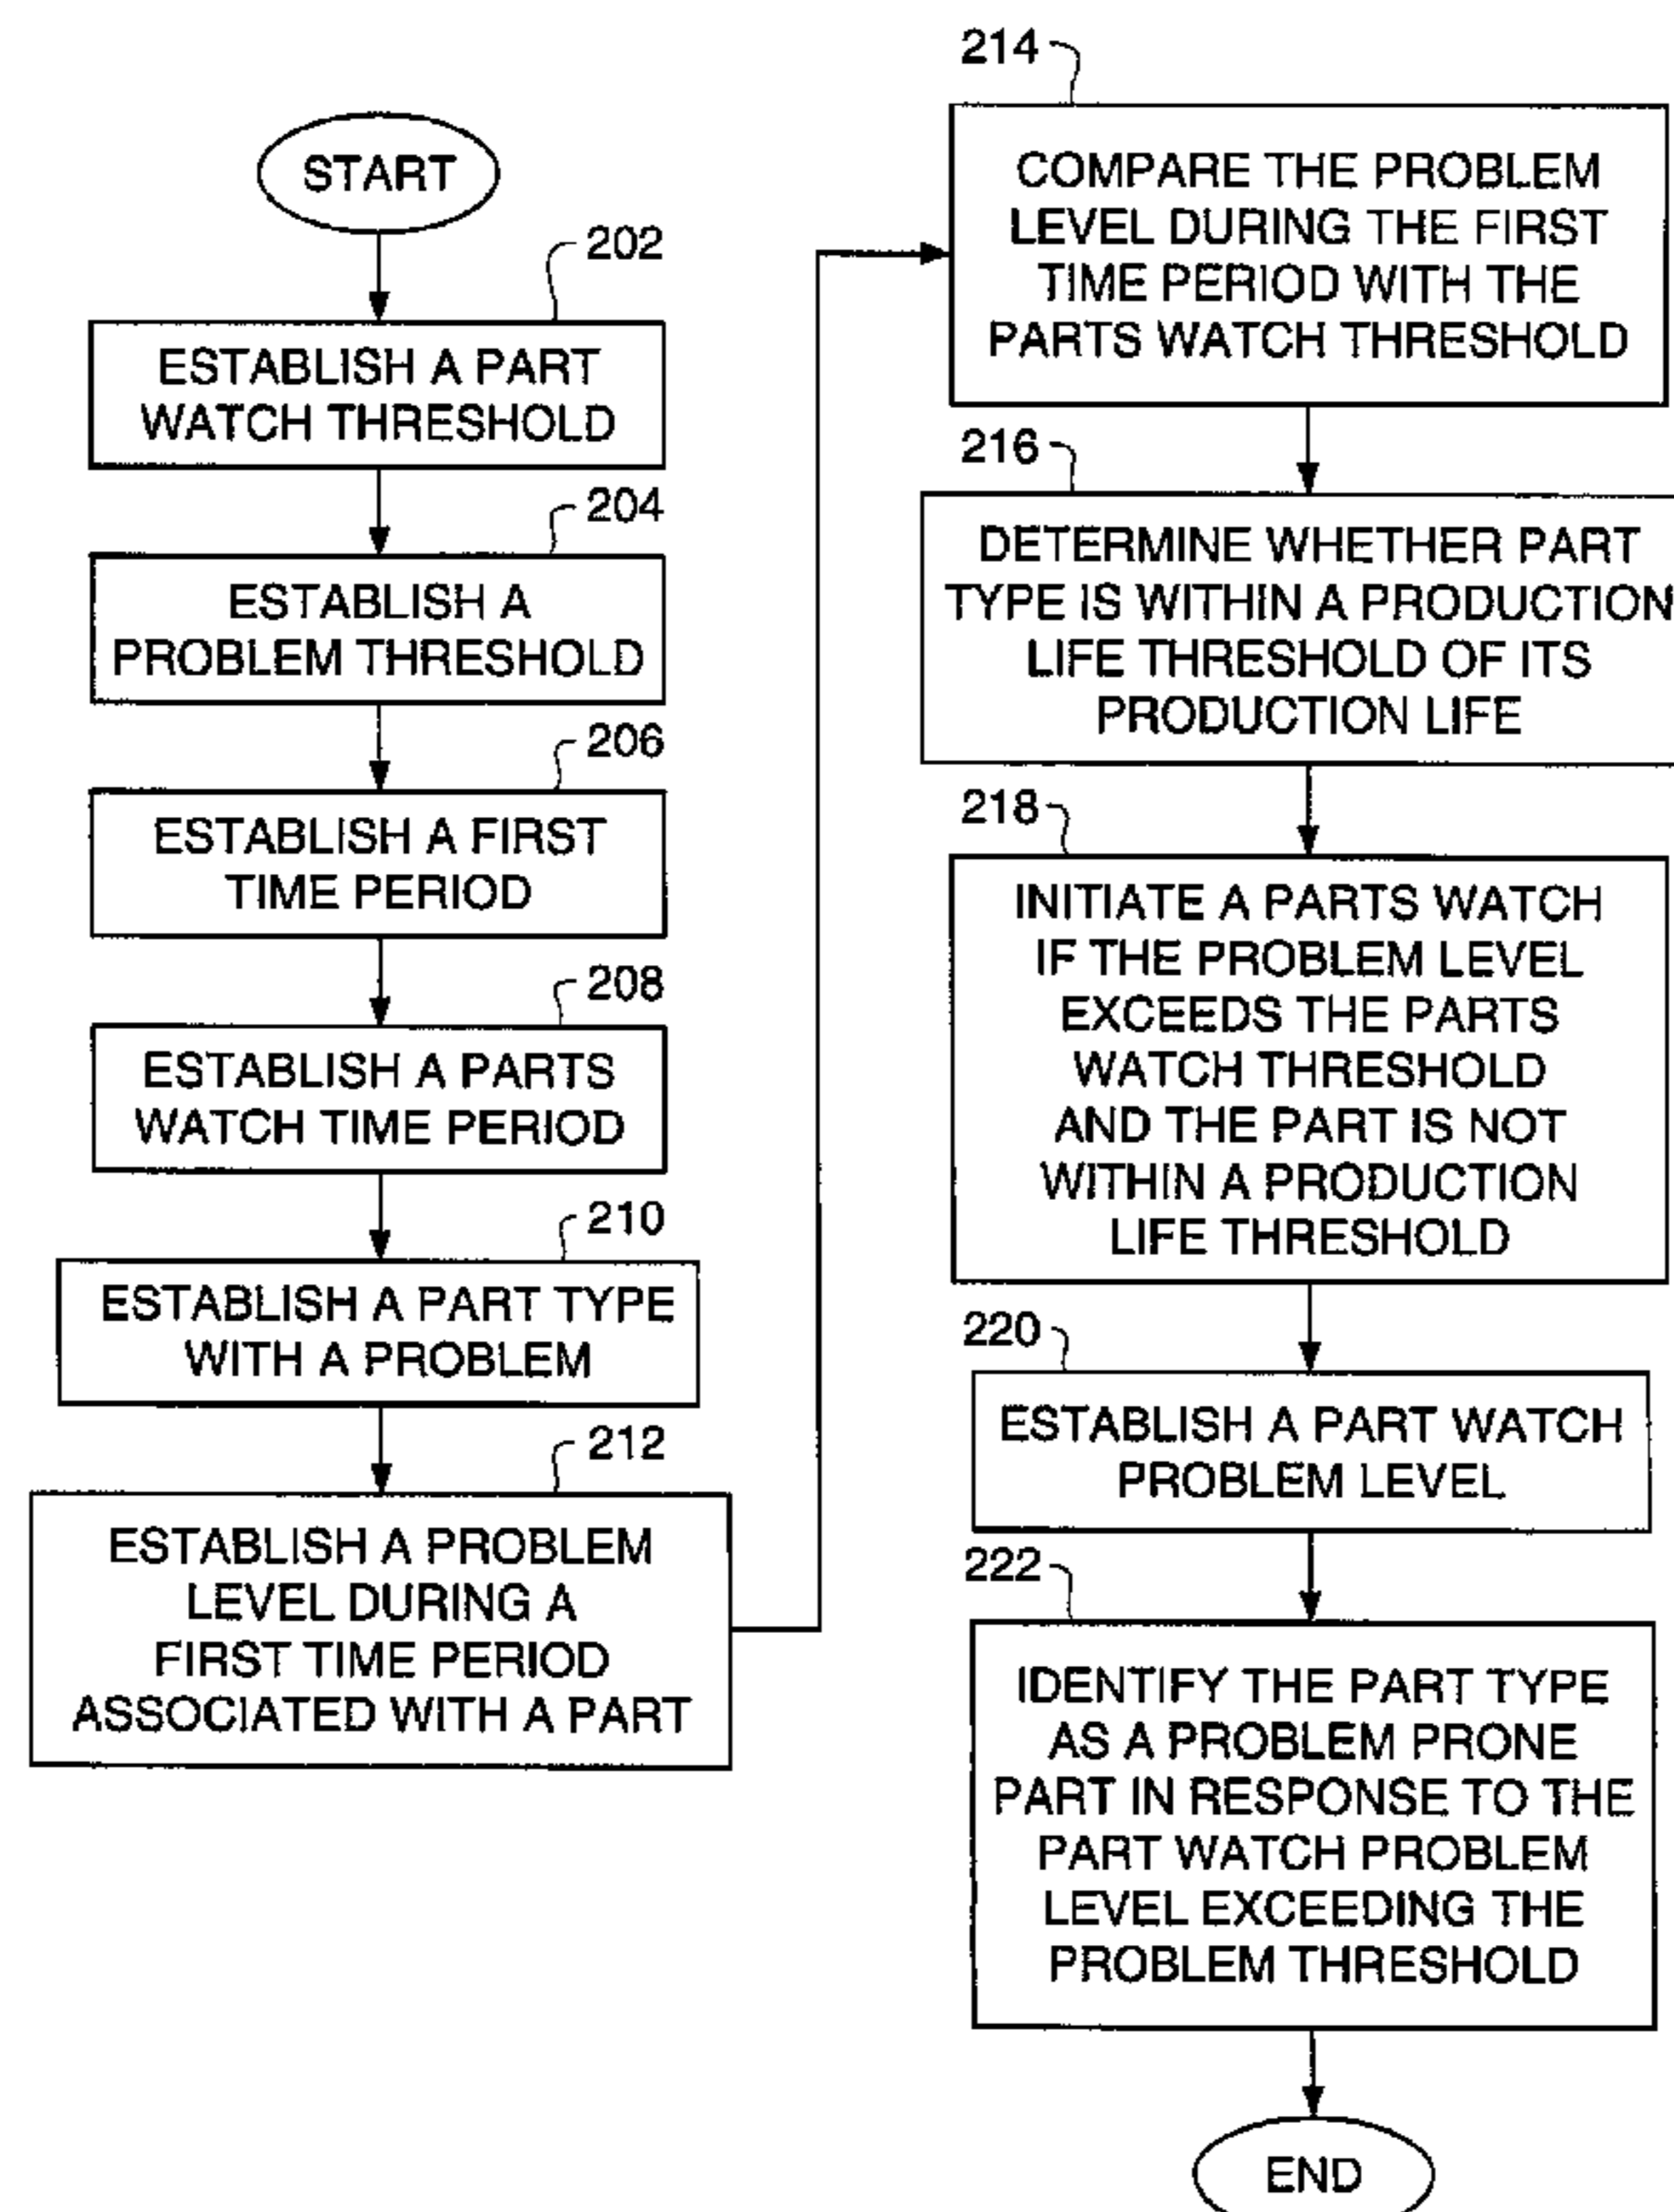 START
202
ESTABLISH A PART
WATCH THRESHOLD
204
ESTABLISH A
PROBLEM THRESHOLD
206
ESTABLISH A FIRST
TIME PERIOD
208
ESTABLISH A PARTS
WATCH TIME PERIOD
210
ESTABLISH A PART TYPE
WITH A PROBLEM
212
ESTABLISH A PROBLEM
LEVEL DURING A
FIRST TIME PERIOD
ASSOCIATED WITH A PART
214
COMPARE THE PROBLEM
LEVEL DURING THE FIRST
TIME PERIOD WITH THE
PARTS WATCH THRESHOLD
216
DETERMINE WHETHER PART
TYPE IS WITHIN A PRODUCTION
LIFE THRESHOLD OF ITS
PRODUCTION LIFE
218
INITIATE A PARTS WATCH
IF THE PROBLEM LEVEL
EXCEEDS THE PARTS
WATCH THRESHOLD
AND THE PART IS NOT
WITHIN A PRODUCTION
LIFE THRESHOLD
220
ESTABLISH A PART WATCH
PROBLEM LEVEL
222
IDENTIFY THE PART TYPE
AS A PROBLEM PRONE
PART IN RESPONSE TO THE
PART WATCH PROBLEM
LEVEL EXCEEDING THE
PROBLEM THRESHOLD
END